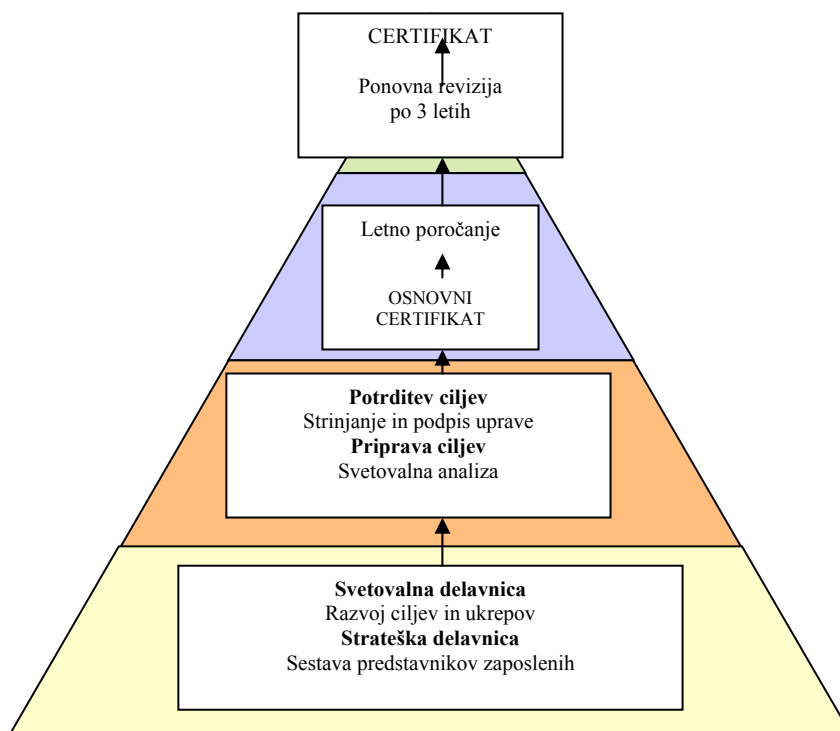 CERTIFIKAT
Ponovna revizija
po 3 letih
Letno poročanje
OSNOVNI
CERTIFIKAT
Potrditev ciljev
Strinjanje in podpis uprave
Priprava ciljev
Svetovalna analiza
Svetovalna delavnica
Razvoj ciljev in ukrepov
Strateška delavnica
Sestava predstavnikov zaposlenih